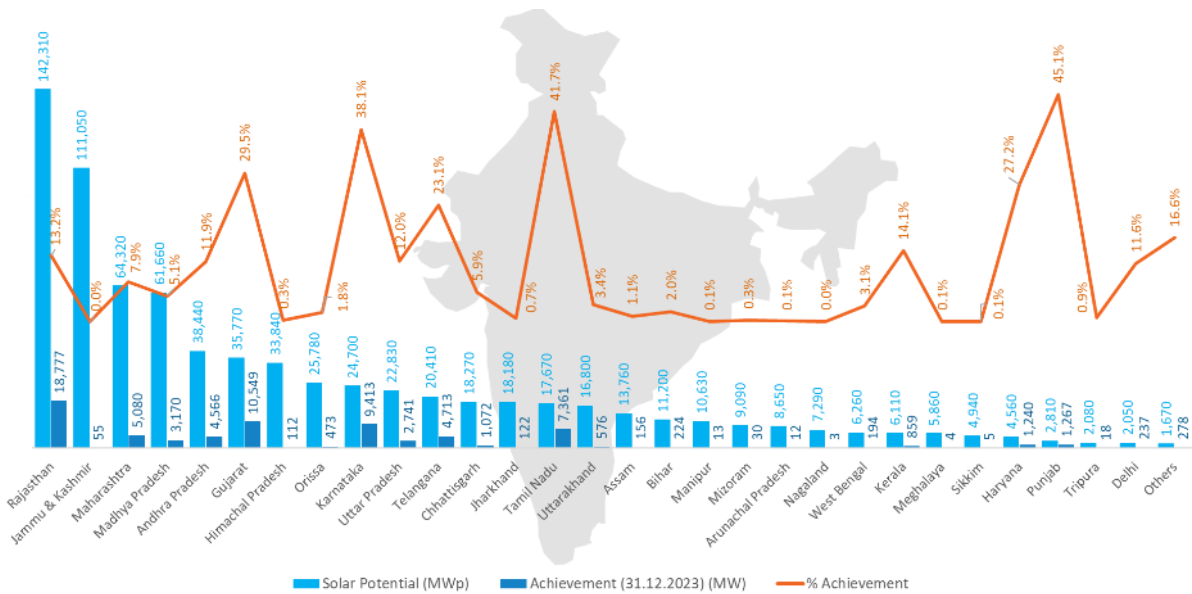 142,310
18,777
13.2%
Rajasthan
111,050
55
0.0%
Jammu & Kashmir
64,320
5,080
7.9%
Maharashtra
61,660
3,170
5.1%
Madhya Pradesh
38,440
4,566
11.9%
Andhra Pradesh
35,770
10,549
29.5%
Gujarat
33,840
112
0.3%
Himachal Pradesh
25,780
473
1.8%
Orissa
24,700
9,413
38.1%
Karnataka
22,830
2,741
12.0%
Uttar Pradesh
20,410
4,713
23.1%
Telangana
18,270
1,072
5.9%
Chhattisgarh
18,180
122
0.7%
Jharkhand
17,670
7,361
41.7%
Tamil Nadu
16,800
576
3.4%
Uttarakhand
13,760
156
1.1%
Assam
11,200
224
2.0%
Bihar
10,630
13
0.1%
Manipur
9,090
30
0.3%
Mizoram
8,650
12
0.1%
Arunachal Pradesh
7,290
3
0.0%
Nagaland
6,260
194
3.1%
West Bengal
6,110
859
14.1%
Kerala
5,860
4
0.1%
Meghalaya
4,940
5
0.1%
Sikkim
4,560
1,240
27.2%
Haryana
2,810
1,267
45.1%
Punjab
2,080
18
0.9%
Tripura
2,050
237
11.6%
Delhi
1,670
278
16.6%
Others
Solar Potential (MWp)
Achievement (31.12.2023) (MW)
% Achievement